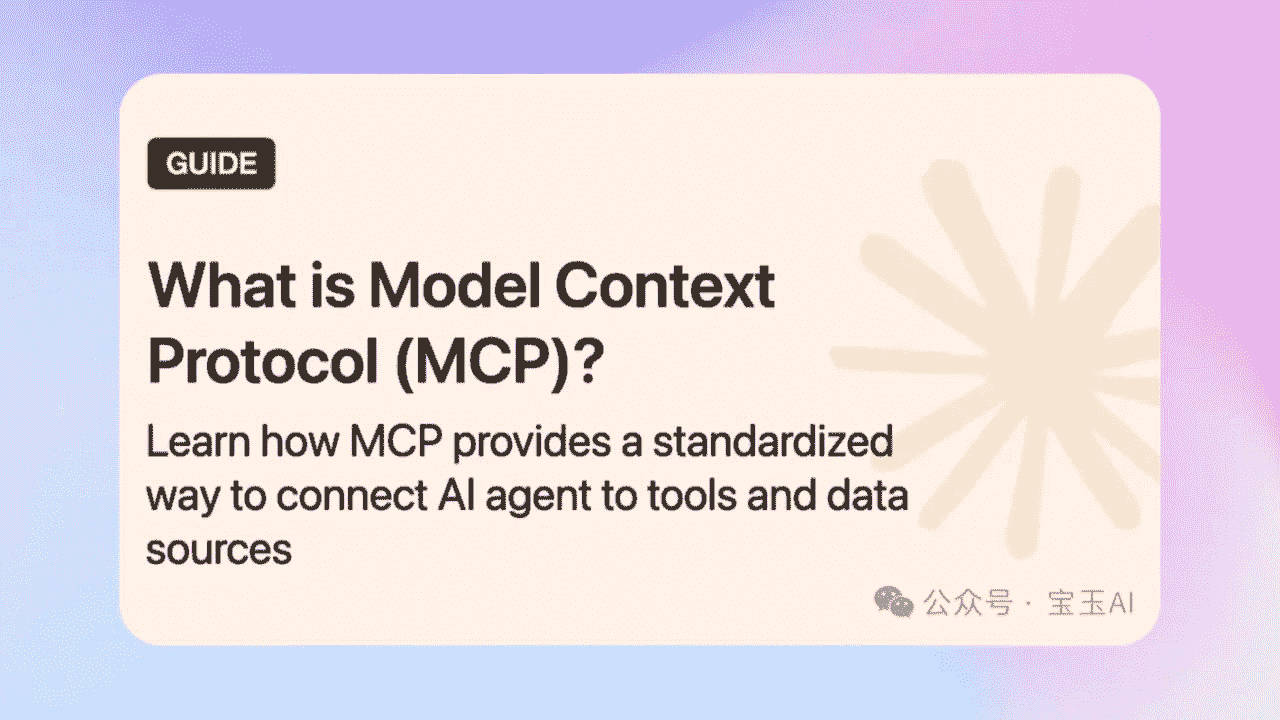 GUIDE
What is Model Context
Protocol (MCP)?
Learn how MCP provides a standardized
way to connect AI agent to tools and data
sources
公众号 · 宝玉AI